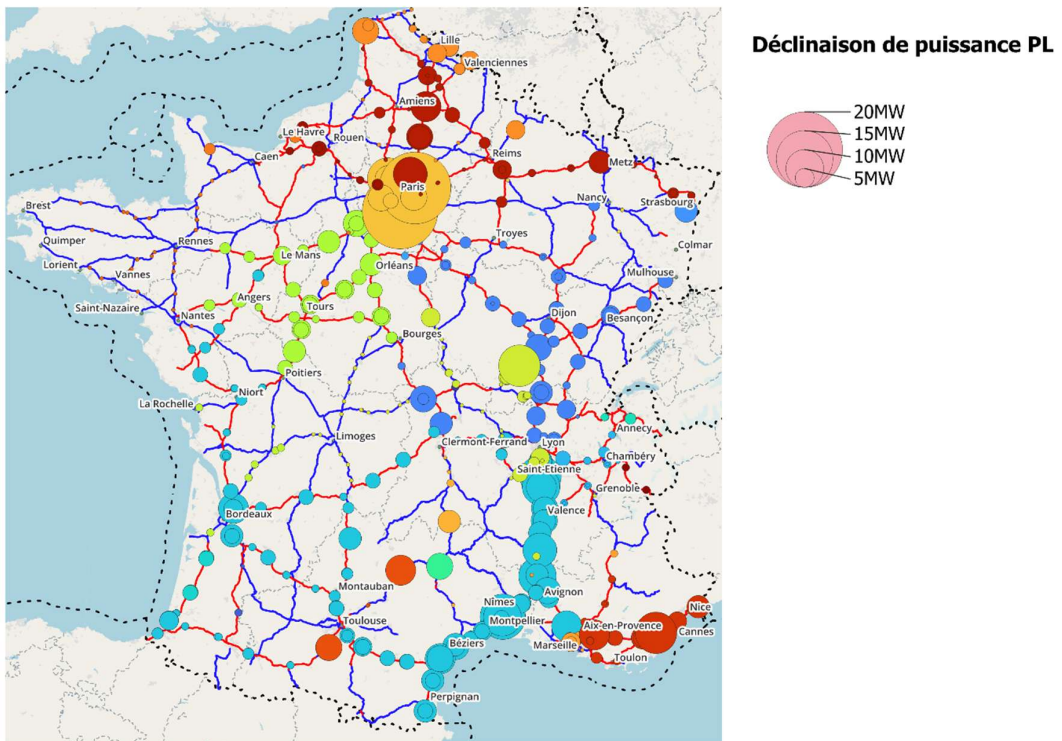 Déclinaison de puissance PL
20MW
15MW
10MW
5MW
Lille
Valenciennes
Amiens
Le Havre
Rouen
Caen
Reims
Metz
Paris
Nancy
Strasbourg
Brest
Quimper
Rennes
Troyes
Colmar
Lorient
Le Mans
Orléans
Vannes
Mulhouse
Saint-Nazaire
Angers
Tours
Nantes
Dijon
Besançon
Bourges
Poitiers
Niort
La Rochelle
Limoges
Clermont-Ferrand
Lyon
Annecy
Chambéry
Saint-Etienne
Grenoble
Bordeaux
Valence
Montauban
Avignon
Nîmes
Nice
Toulouse
Montpellier
Aix-en-Provence
Cannes
Béziers
Marseille
Toulon
Perpignan